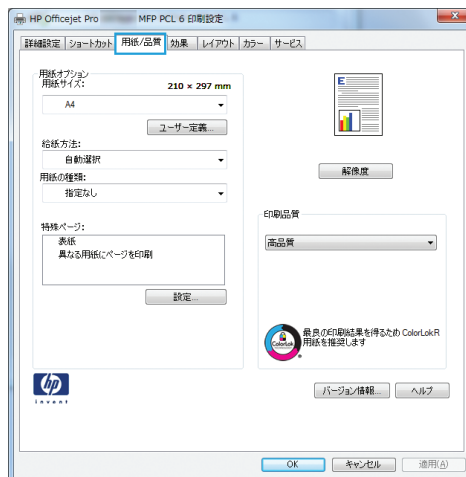 HP Officejet Pro MFP PCL 6 印刷設定
詳細設定 ショートカット 用紙/品質 効果 レイアウト カラー サービス
用紙オプション
用紙サイズ: 210 × 297 mm
A4
ユーザー定義...
給紙方法:
自動選択
用紙の種類:
指定なし
特殊ページ:
表紙
異なる用紙にページを印刷
設定...
E
解像度
印刷品質
高品質
ColorLok
最良の印刷結果を得るため ColorLokR
用紙を推奨します
hp
invent
バージョン情報... ヘルプ
OK キャンセル 適用(A)